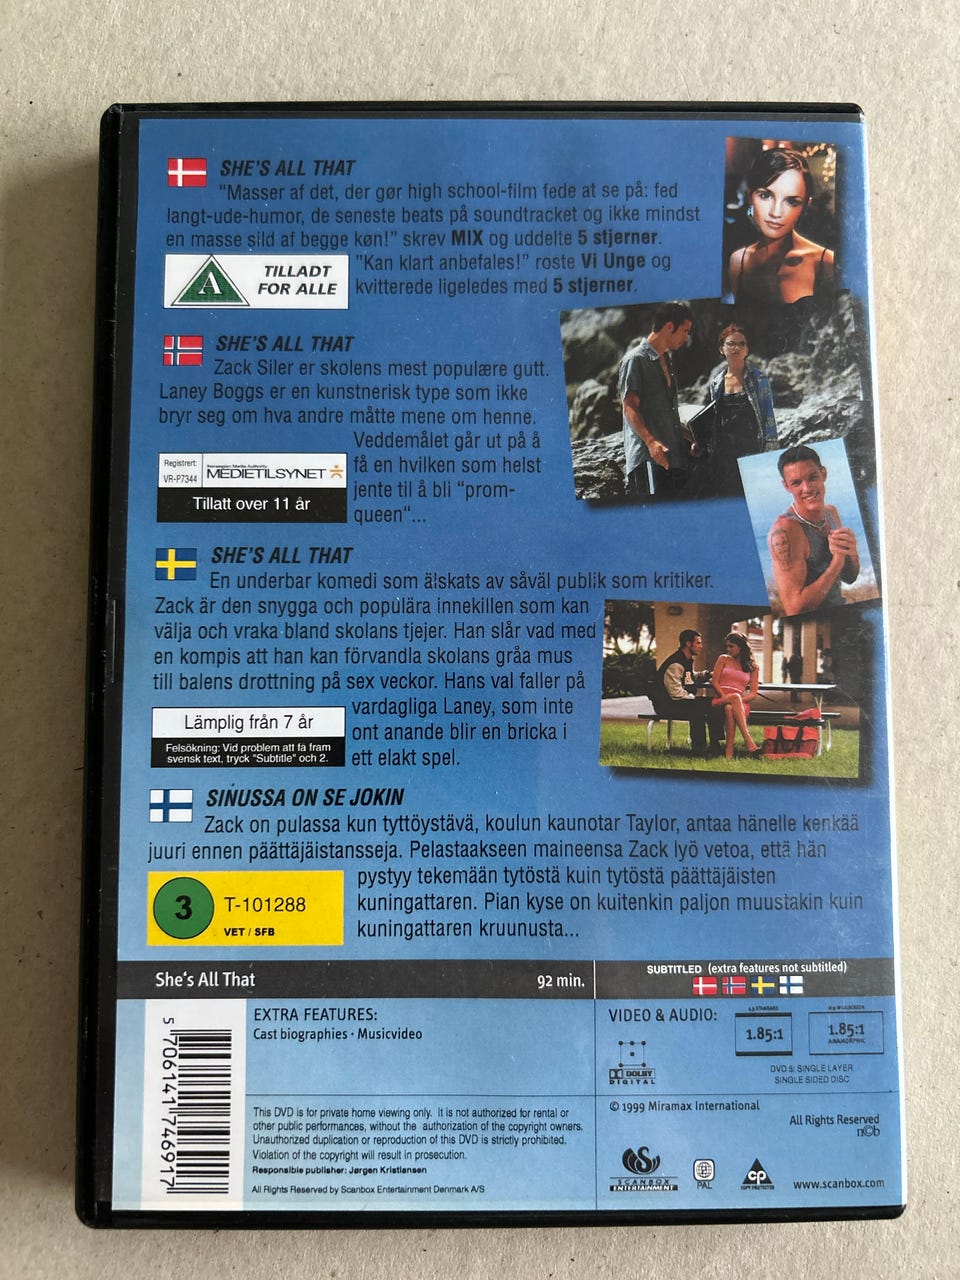 SHE'S ALL THAT
"Masser af det, der gør high school-film fede at se på: fed
langt-ude-humor, de seneste beats på soundtracket og ikke mindst
en masse sild af begge køn!" skrev MIX og uddelte 5 stjerner.
"Kan klart anbefales!" roste Vi Unge og
kvitterede ligeledes med 5 stjerner.
A
TILLADT
FOR ALLE
SHE'S ALL THAT
Zack Siler er skolens mest populære gutt.
Laney Boggs er en kunstnerisk type som ikke
bryr seg om hva andre måtte mene om henne.
Veddemålet går ut på å
få en hvilken som helst
jente til å bli "prom-
queen"...
Registrert:
VR-P7344
Norwegian Media Authority
MEDIETILSYNET
Tillatt over 11 år
SHE'S ALL THAT
En underbar komedi som älskats av såväl publik som kritiker.
Zack är den snygga och populära innekillen som kan
välja och vraka bland skolans tjejer. Han slår vad med
en kompis att han kan förvandla skolans gråa mus
till balens drottning på sex veckor. Hans val faller på
vardagliga Laney, som inte
ont anande blir en bricka i
ett elakt spel.
Lämplig från 7 år
Felsökning: Vid problem att få fram
svensk text, tryck "Subtitle" och 2.
SINUSSA ON SE JOKIN
Zack on pulassa kun tyttöystävä, koulun kaunotar Taylor, antaa hänelle kenkää
juuri ennen päättäjäistansseja. Pelastaakseen maineensa Zack lyö vetoa, että hän
pystyy tekemään tytöstä kuin tytöstä päättäjäisten
kuningattaren. Pian kyse on kuitenkin paljon muustakin kuin
kuningattaren kruunusta...
3
T-101288
VET / SFB
She's All That
92 min.
SUBTITLED (extra features not subtitled)
EXTRA FEATURES:
Cast biographies · Musicvideo
VIDEO & AUDIO:
4:3 STANDARD
1.85:1
16:9 WIDESCREEN
1.85:1
ANAMORPHIC
DOLBY
DIGITAL
DVD 5: SINGLE LAYER
SINGLE SIDED DISC
5 706141 746917
This DVD is for private home viewing only. It is not authorized for rental or
other public performances, without the authorization of the copyright owners.
Unauthorized duplication or reproduction of this DVD is strictly prohibited.
Violation of the copyright will result in prosecution.
Responsible publisher: Jørgen Kristiansen
All Rights Reserved by Scanbox Entertainment Denmark A/S
© 1999 Miramax International
All Rights Reserved
n©b
SCANBOX
ENTERTAINMENT
PAL
CP
COPY PROTECTED
www.scanbox.com